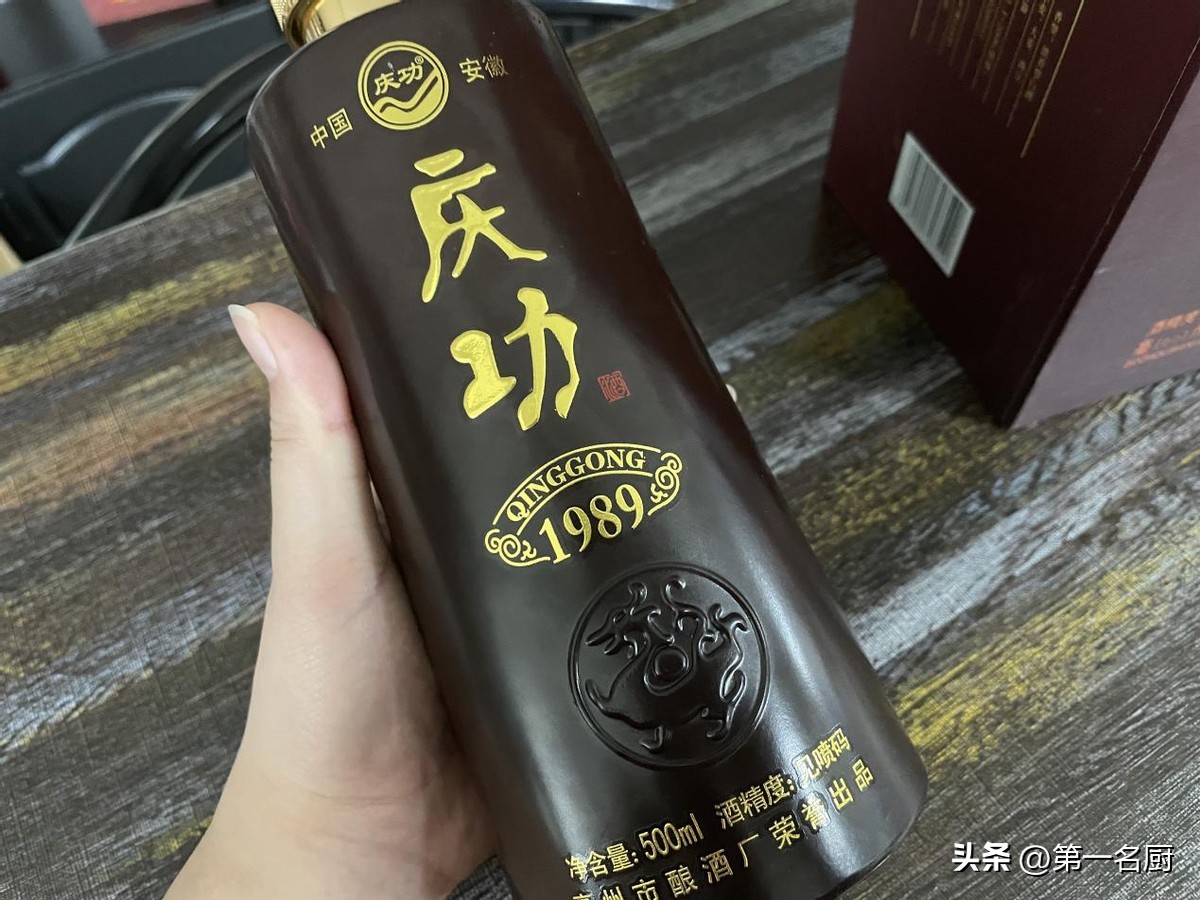 中国
庆功®
安徽
庆功
酒
QINGGONG
1989
净含量:500ml 酒精度:见喷码
州市酿酒厂荣誉出品
头条 @第一名厨